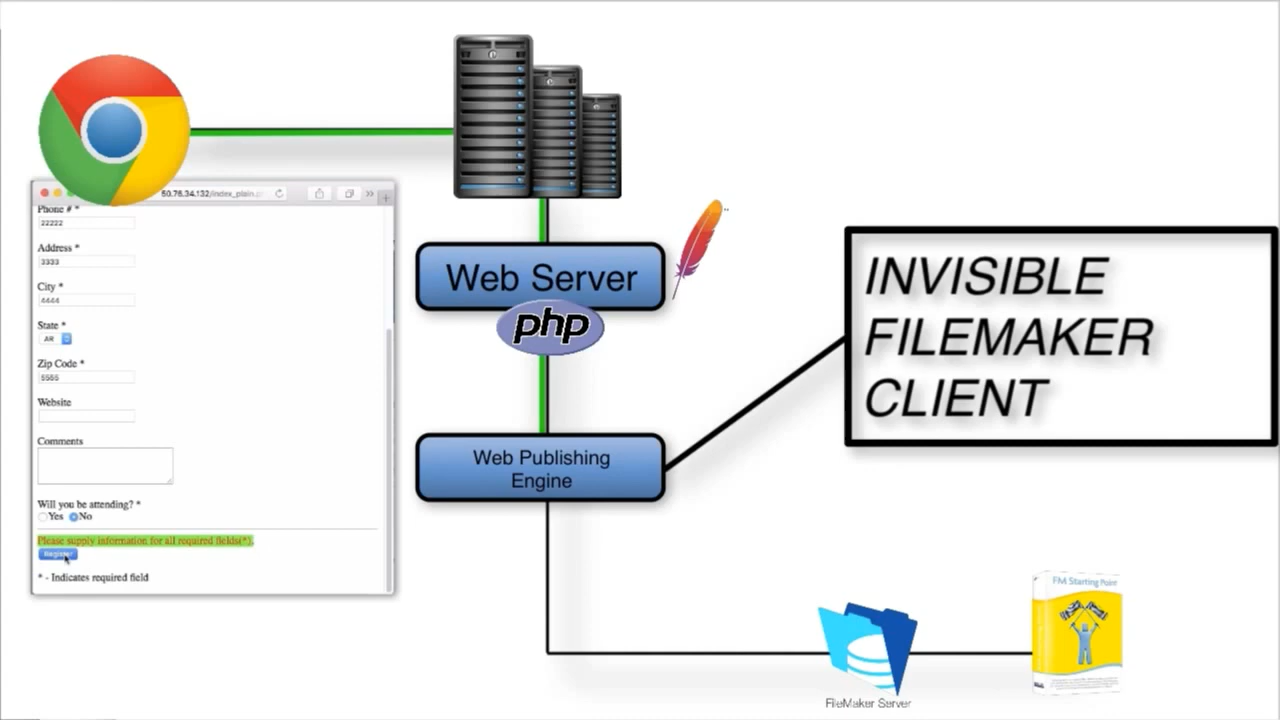 50.76.34.132/index_plain.p
Phone # *
22222
Address *
3333
City *
4444
State *
AR
Zip Code *
5555
Website
Comments
Will you be attending? *
Yes No
Please supply information for all required fields(*).
Register
* - Indicates required field
Web Server
php
Web Publishing
Engine
INVISIBLE
FILEMAKER
CLIENT
FileMaker Server
FM Starting Point